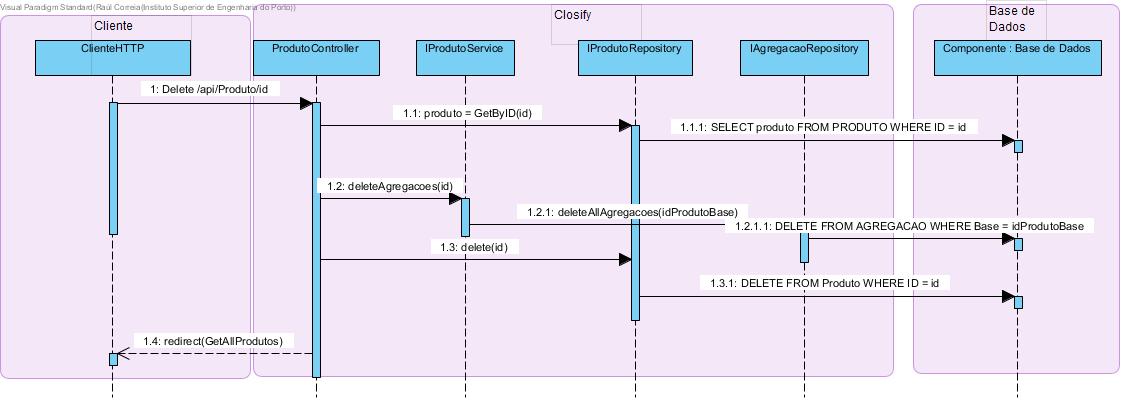 Visual Paradigm Standard(Raúl Correia(Instituto Superior de Engenharia do Porto))
Cliente
Closify
Base de
Dados
ClienteHTTP
ProdutoController
IProdutoService
IProdutoRepository
IAgregacaoRepository
Componente : Base de Dados
1: Delete /api/Produto/id
1.1: produto = GetByID(id)
1.1.1: SELECT produto FROM PRODUTO WHERE ID = id
1.2: deleteAgregacoes(id)
1.2.1: deleteAllAgregacoes(idProdutoBase)
1.2.1.1: DELETE FROM AGREGACAO WHERE Base = idProdutoBase
1.3: delete(id)
1.3.1: DELETE FROM Produto WHERE ID = id
1.4: redirect(GetAllProdutos)